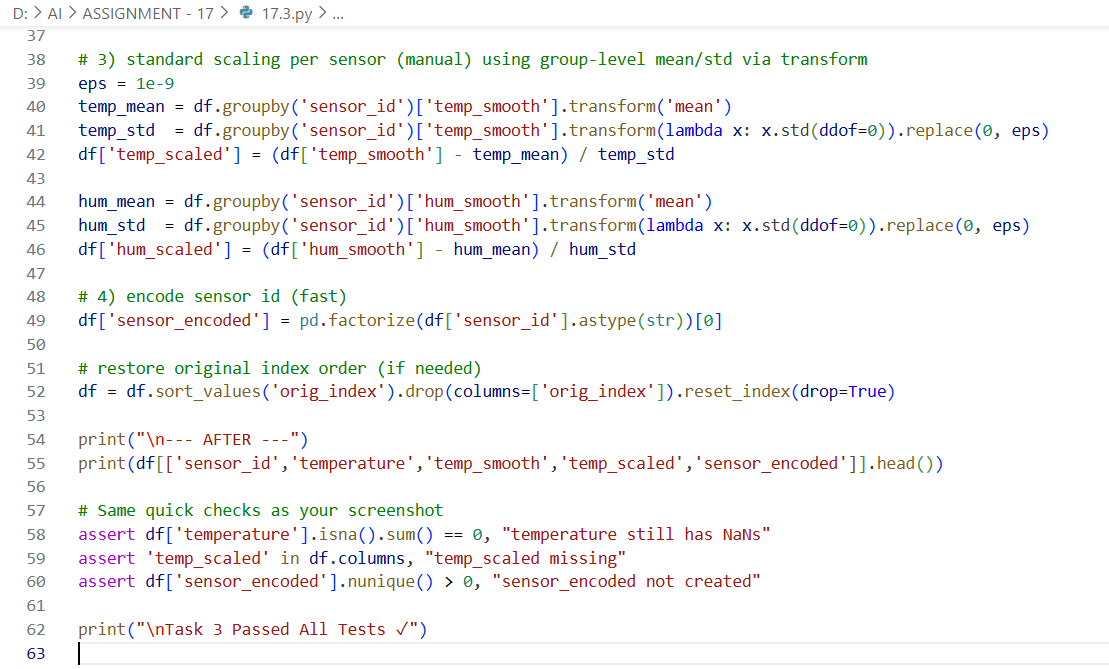 D: > AI > ASSIGNMENT - 17 > 17.3.py > ...
37
38 # 3) standard scaling per sensor (manual) using group-level mean/std via transform
39 eps = 1e-9
40 temp_mean = df.groupby('sensor_id')['temp_smooth'].transform('mean')
41 temp_std  = df.groupby('sensor_id')['temp_smooth'].transform(lambda x: x.std(ddof=0)).replace(0, eps)
42 df['temp_scaled'] = (df['temp_smooth'] - temp_mean) / temp_std
43
44 hum_mean = df.groupby('sensor_id')['hum_smooth'].transform('mean')
45 hum_std  = df.groupby('sensor_id')['hum_smooth'].transform(lambda x: x.std(ddof=0)).replace(0, eps)
46 df['hum_scaled'] = (df['hum_smooth'] - hum_mean) / hum_std
47
48 # 4) encode sensor id (fast)
49 df['sensor_encoded'] = pd.factorize(df['sensor_id'].astype(str))[0]
50
51 # restore original index order (if needed)
52 df = df.sort_values('orig_index').drop(columns=['orig_index']).reset_index(drop=True)
53
54 print("\n--- AFTER ---")
55 print(df[['sensor_id','temperature','temp_smooth','temp_scaled','sensor_encoded']].head())
56
57 # Same quick checks as your screenshot
58 assert df['temperature'].isna().sum() == 0, "temperature still has NaNs"
59 assert 'temp_scaled' in df.columns, "temp_scaled missing"
60 assert df['sensor_encoded'].nunique() > 0, "sensor_encoded not created"
61
62 print("\nTask 3 Passed All Tests ✓")
63